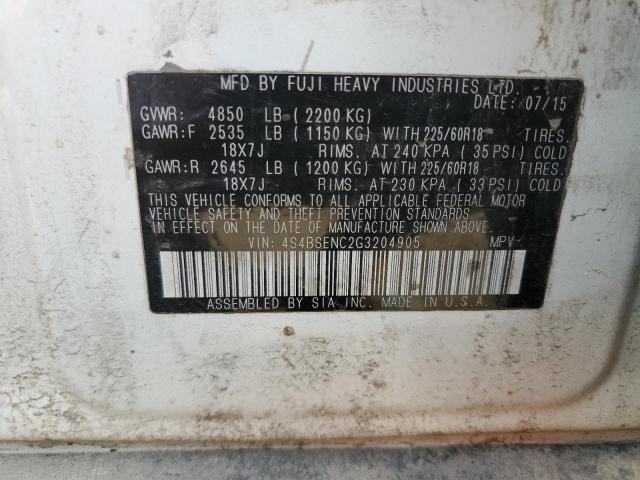 MFD BY FUJI HEAVY INDUSTRIES LTD.
DATE: 07/15
GVWR: 4850 LB ( 2200 KG)
GAWR:F 2535 LB ( 1150 KG) WITH 225/60R18 TIRES.
18X7J RIMS. AT 240 KPA ( 35 PSI) COLD
GAWR:R 2645 LB ( 1200 KG) WITH 225/60R18 TIRES.
18X7J RIMS. AT 230 KPA ( 33 PSI) COLD
THIS VEHICLE CONFORMS TO ALL APPLICABLE FEDERAL MOTOR
VEHICLE SAFETY AND THEFT PREVENTION STANDARDS
IN EFFECT ON THE DATE OF MANUFACTURE SHOWN ABOVE.
VIN: 4S4BSENC2G3204905 MPV
ASSEMBLED BY SIA INC. MADE IN U.S.A.